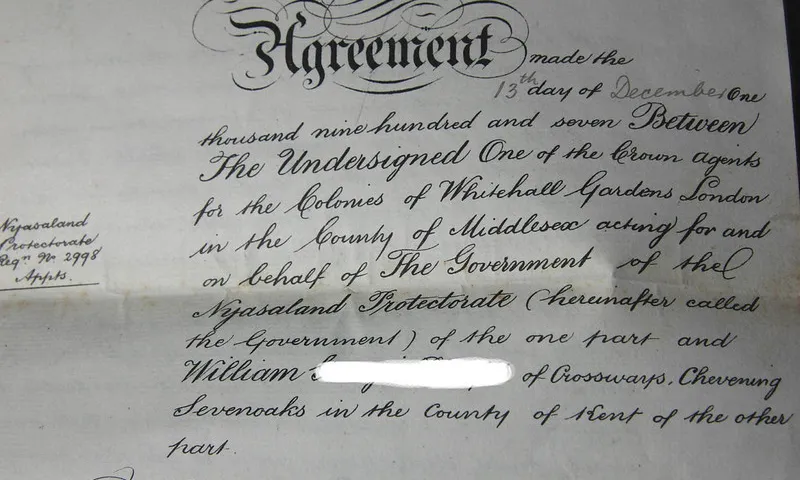 Agreement made the
13th day of December One
thousand nine hundred and seven Between
The Undersigned One of the Crown Agents
for the Colonies of Whitehall Gardens London
in the County of Middlesex acting for and
on behalf of The Government of the
Nyasaland Protectorate (hereinafter called
the Government) of the one part and
William of Crossways, Chevening
Sevenoaks in the County of Kent of the other
part.
Nyasaland
Protectorate
Reqn No. 2998
Appts.